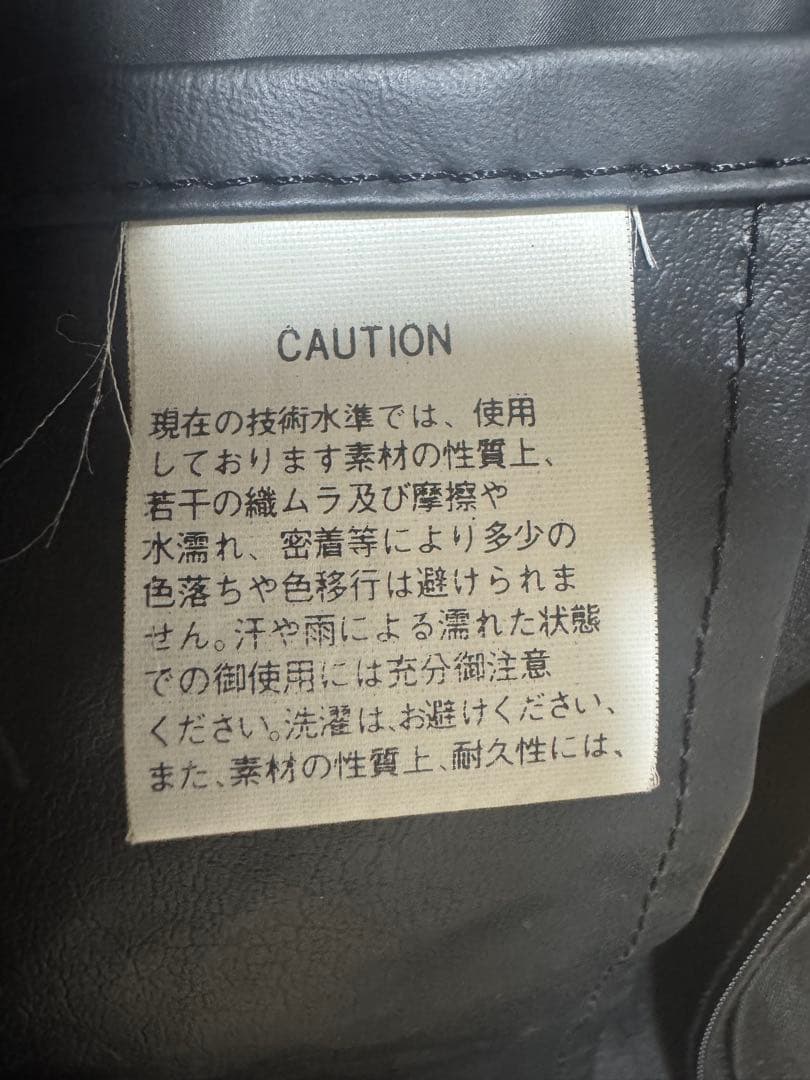 CAUTION
現在の技術水準では、使用
しております素材の性質上、
若干の織ムラ及び摩擦や
水濡れ、密着等により多少の
色落ちや色移行は避けられま
せん。汗や雨による濡れた状態
での御使用には充分御注意
ください。洗濯は、お避けください、
また、素材の性質上、耐久性には、